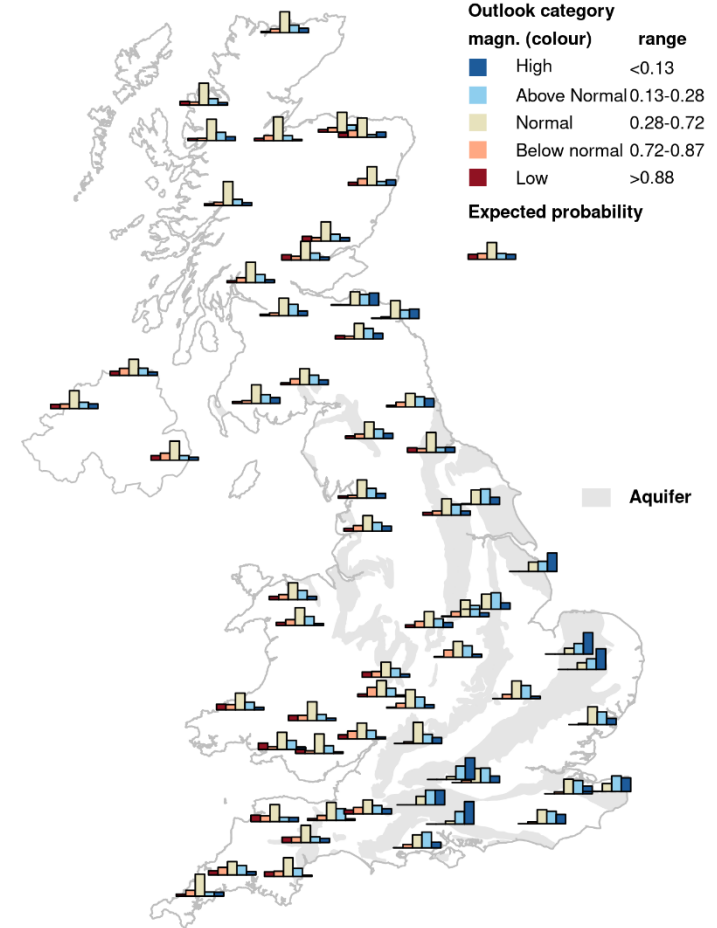 Outlook category
magn. (colour) range
High <0.13
Above Normal 0.13-0.28
Normal 0.28-0.72
Below normal 0.72-0.87
Low >0.88
Expected probability
Aquifer